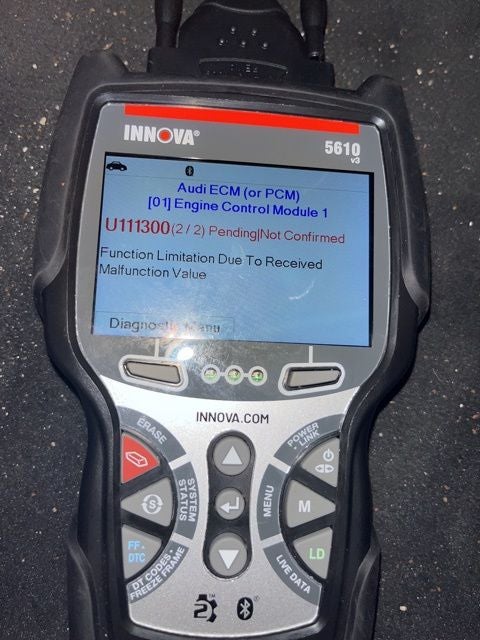 INNOVA®
5610
v3
Audi ECM (or PCM)
[01] Engine Control Module 1
U111300 (2 / 2) Pending|Not Confirmed
Function Limitation Due To Received
Malfunction Value
Diagnostic Menu
INNOVA.COM
ERASE
POWER
LINK
SYSTEM
STATUS
MENU
S
M
FF-
DTC
LD
DT CODES -
FREEZE FRAME
LIVE DATA
2